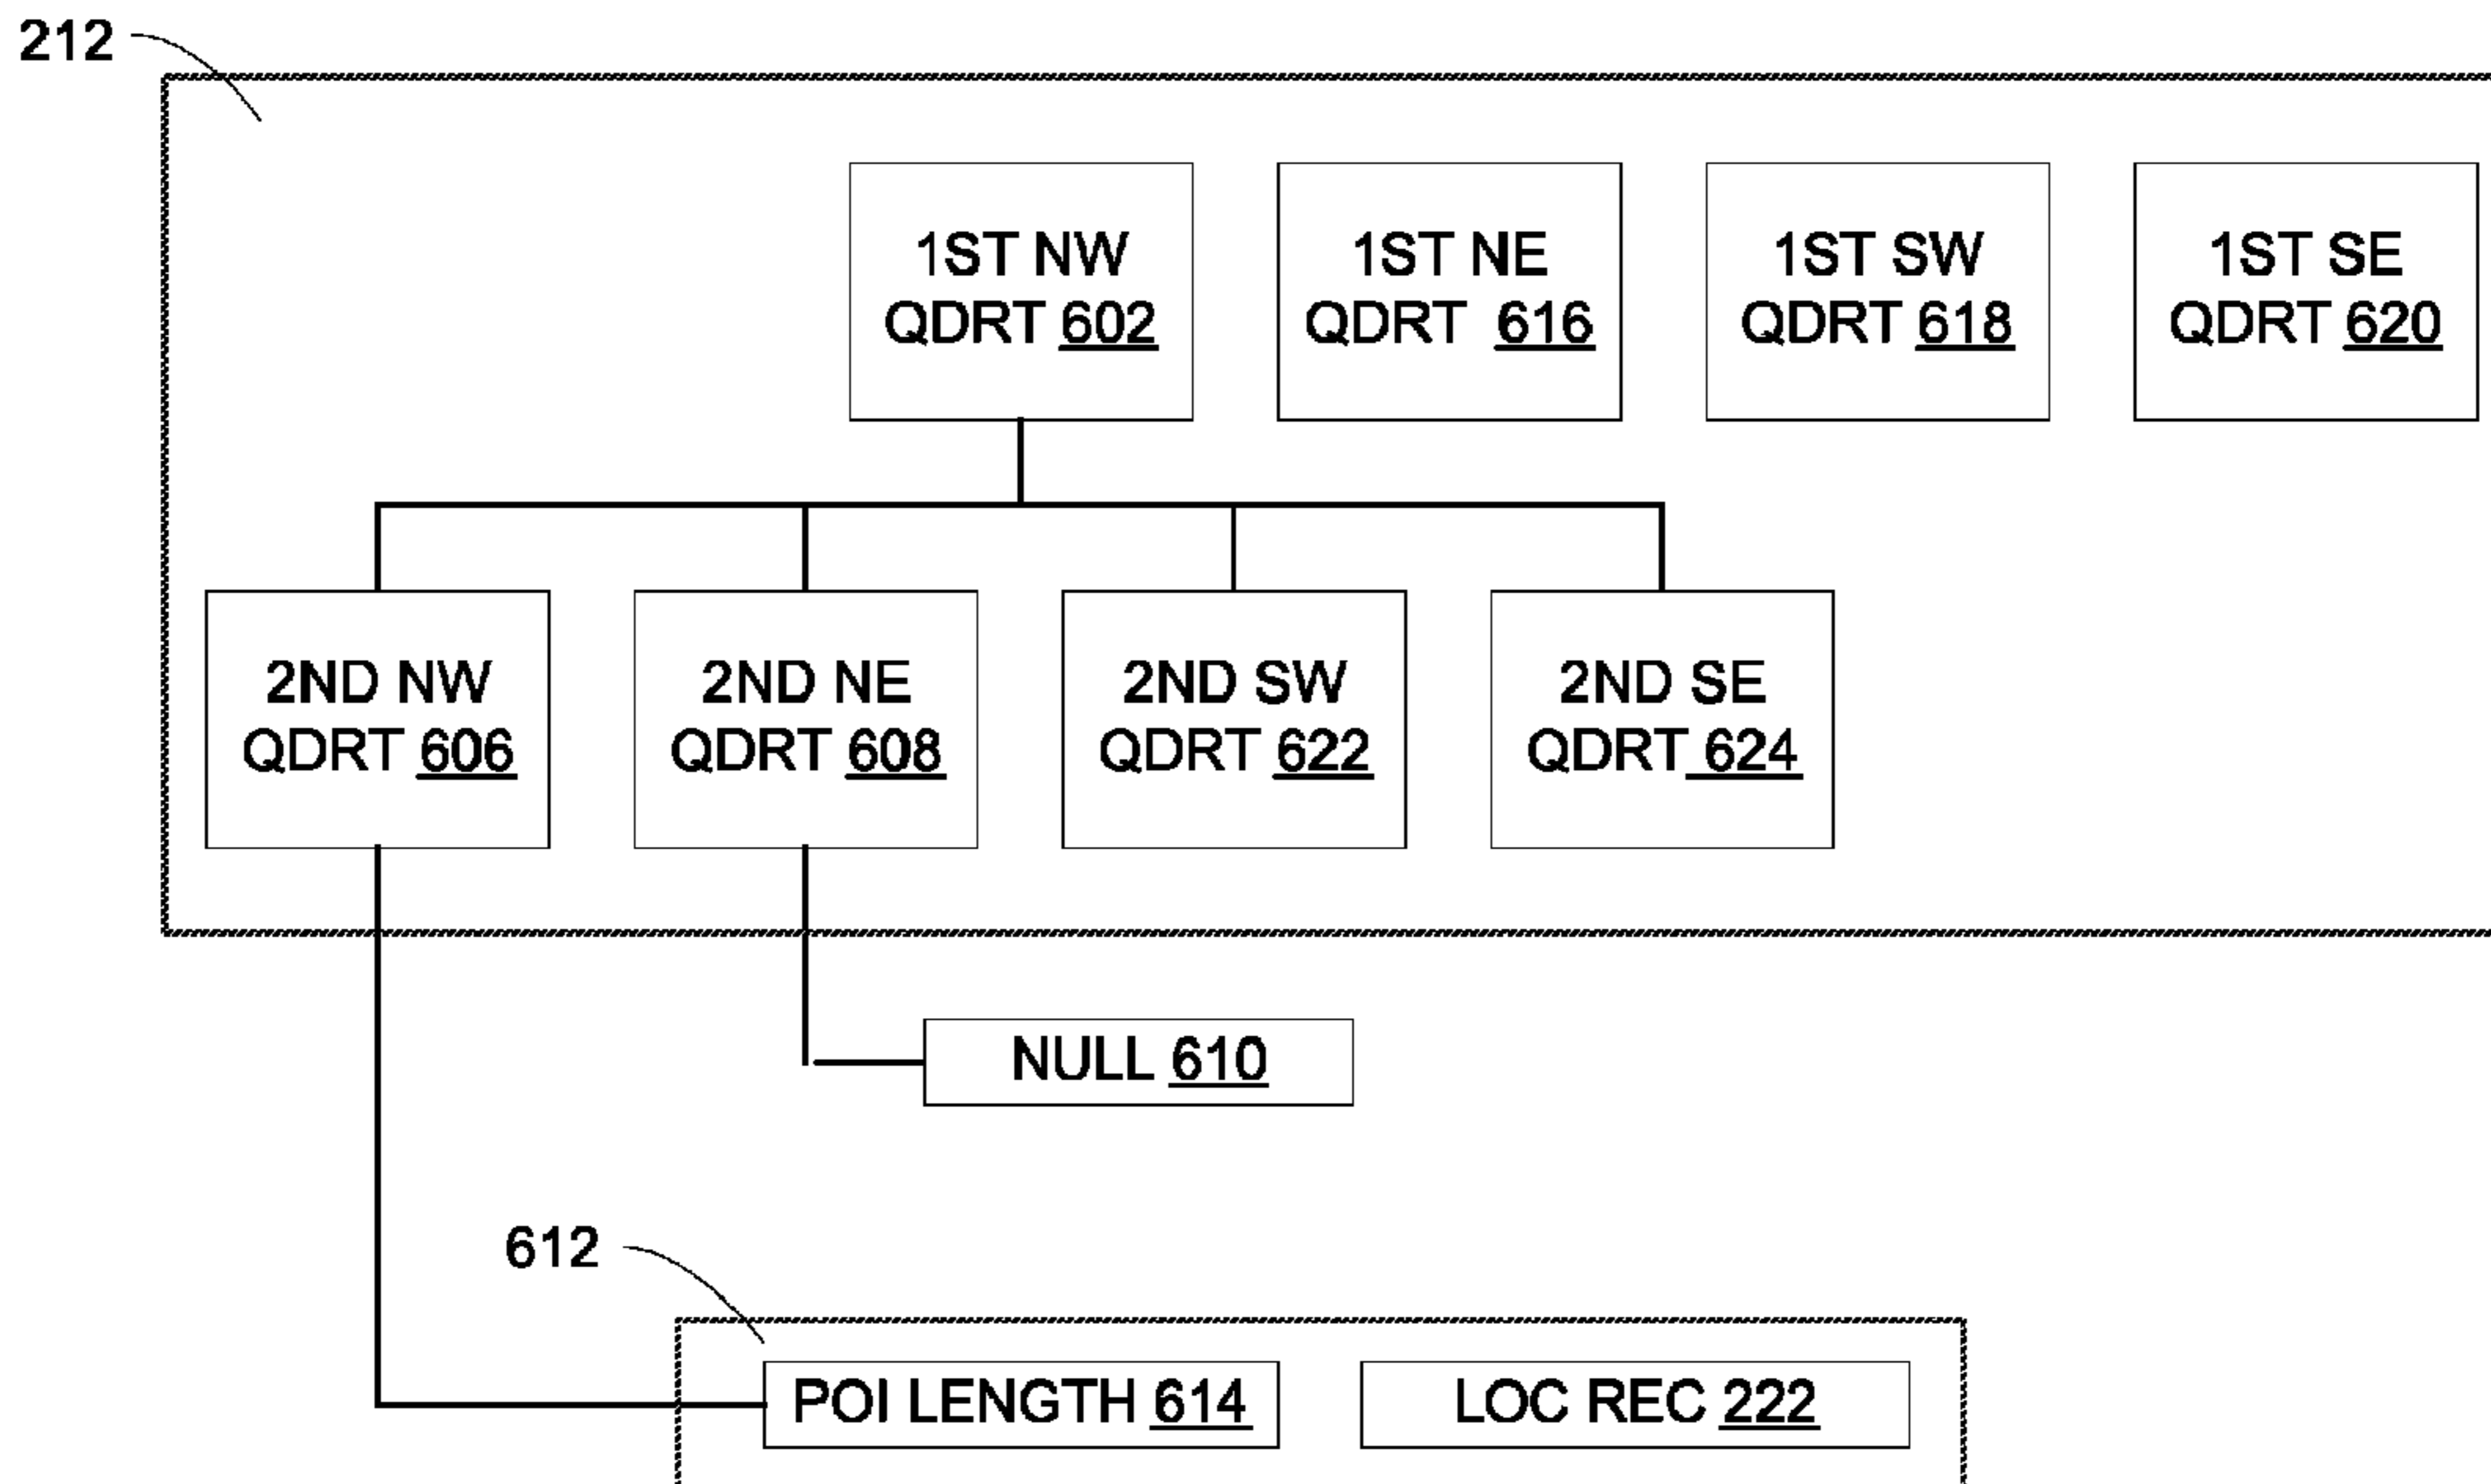 212
1ST NW
QDRT 602
1ST NE
QDRT 616
1ST SW
QDRT 618
1ST SE
QDRT 620
2ND NW
QDRT 606
2ND NE
QDRT 608
2ND SW
QDRT 622
2ND SE
QDRT 624
NULL 610
612
POI LENGTH 614
LOC REC 222